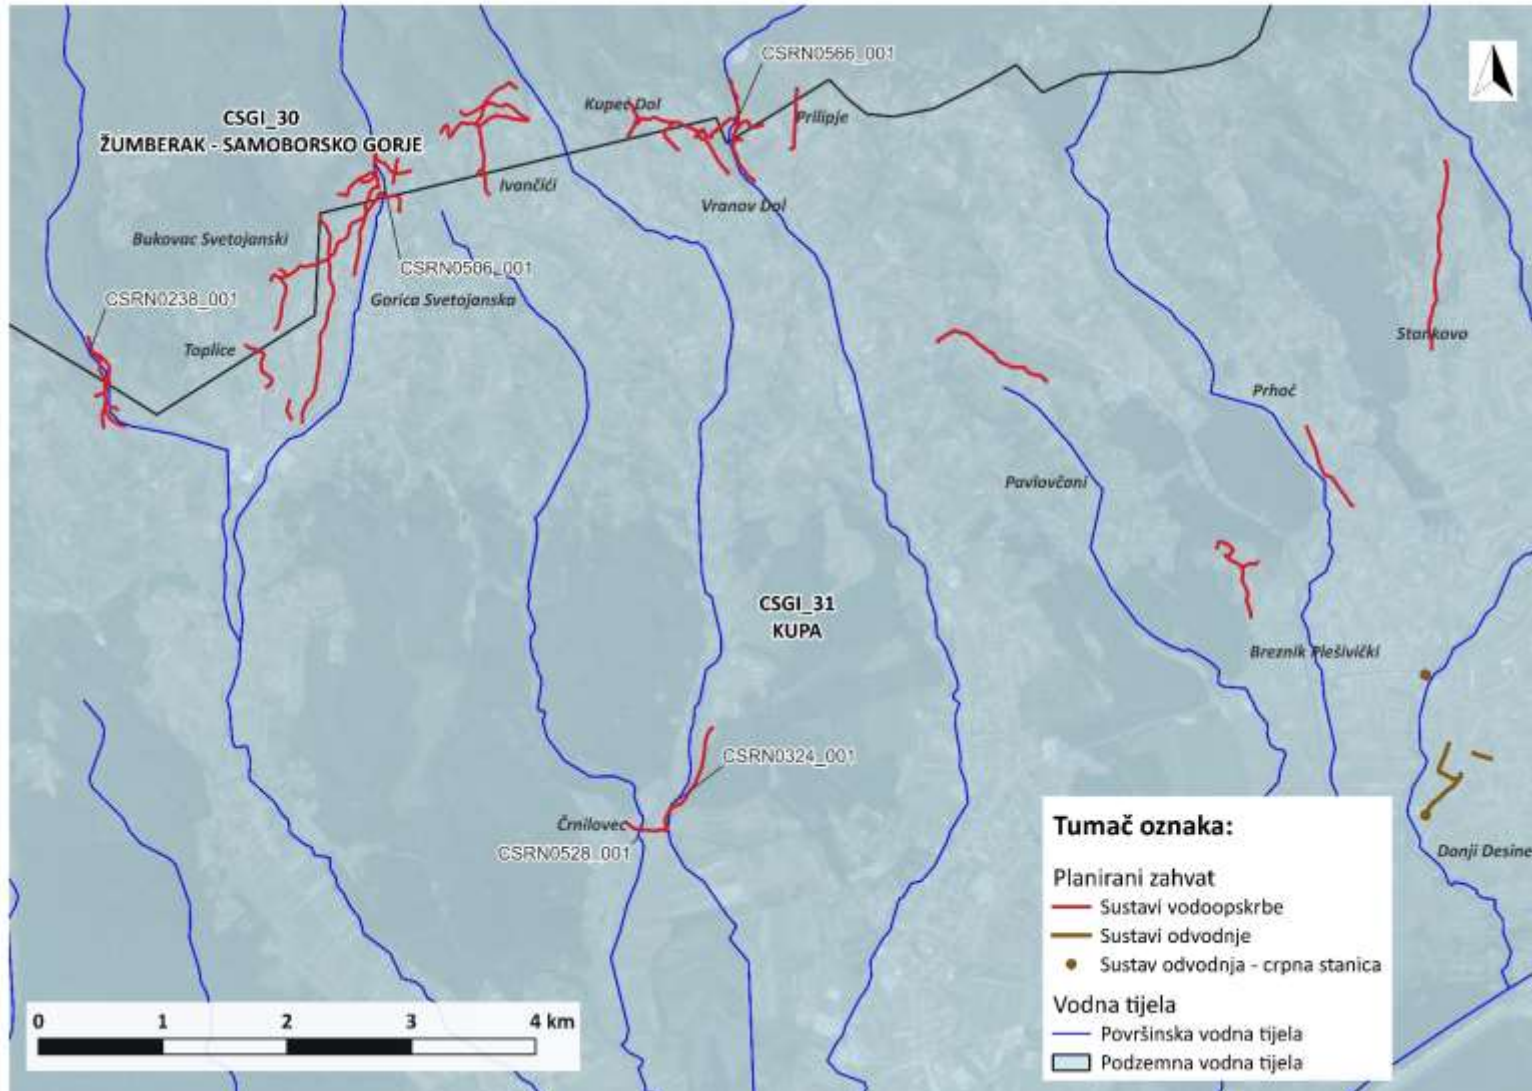 CSRN0566_001
Kupec Dol
CSGI_30
ŽUMBERAK - SAMOBORSKO GORJE
Prilipje
Ivančići
Vranov Dol
Bukovac Svetojanski
CSRN0506_001
CSRN0238_001
Gorica Svetojanska
Toplice
Stankovo
Prhoć
Pavlovčani
CSGI_31
KUPA
Breznik Plešivički
CSRN0324_001
Črnilovec
CSRN0528_001
Donji Desine
Tumač oznaka:
Planirani zahvat
Sustavi vodoopskrbe
Sustavi odvodnje
Sustav odvodnja - crpna stanica
Vodna tijela
Površinska vodna tijela
Podzemna vodna tijela
0 1 2 3 4 km